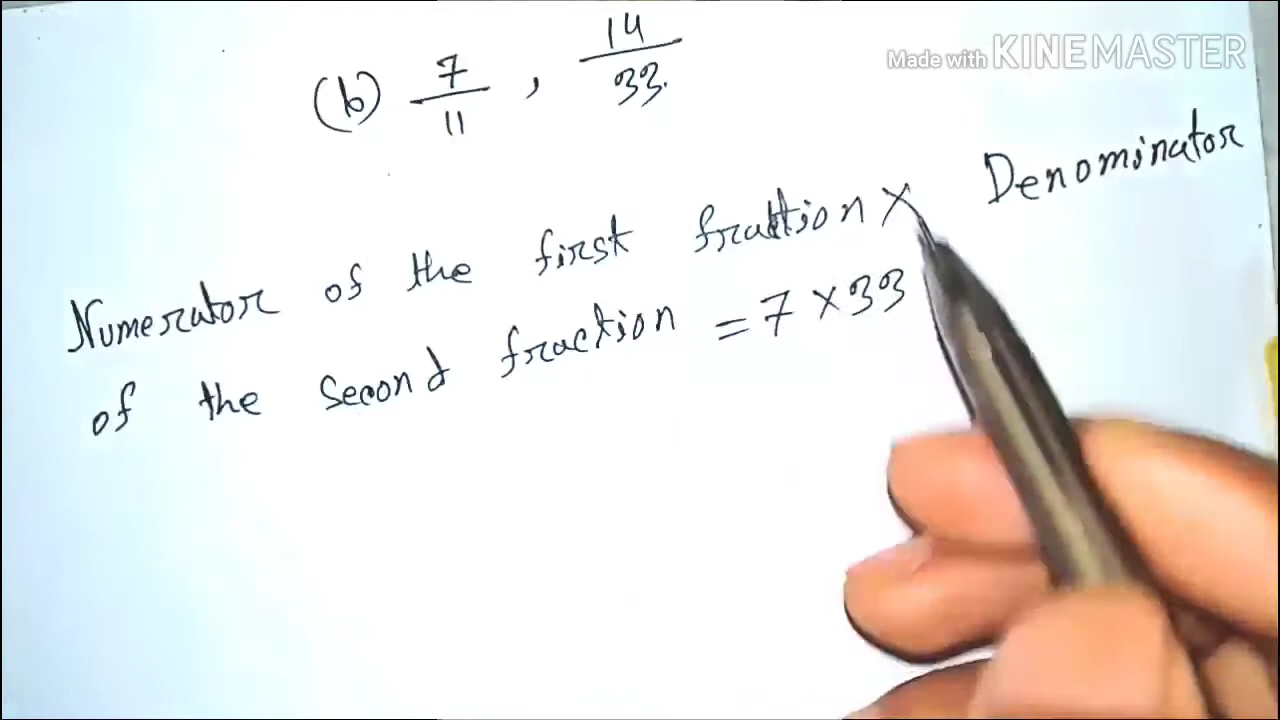 (b) 7/11 , 14/33.
Made with KINEMASTER
Numerator of the first fraction × Denominator
of the second fraction = 7 × 33